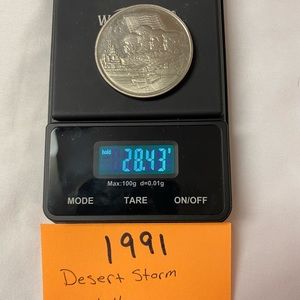 hold 28.43'
Max:100g d=0.01g
MODE TARE ON/OFF
1991
Desert Storm